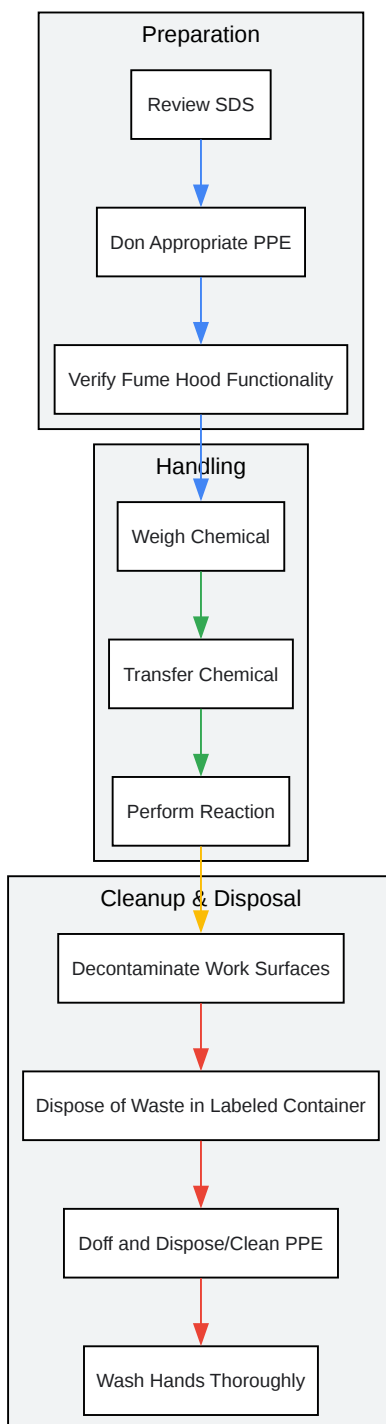 Preparation
Review SDS
Don Appropriate PPE
Verify Fume Hood Functionality
Handling
Weigh Chemical
Transfer Chemical
Perform Reaction
Cleanup & Disposal
Decontaminate Work Surfaces
Dispose of Waste in Labeled Container
Doff and Dispose/Clean PPE
Wash Hands Thoroughly